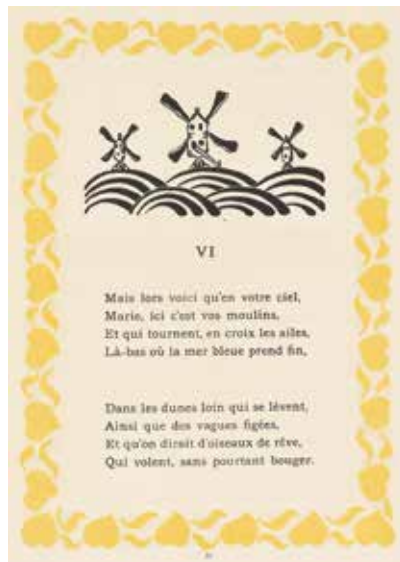 VI
Mais lors voici qu'en votre ciel,
Marie, ici c'est vos moulins,
Et qui tournent, en croix les ailes,
Là-bas où la mer bleue prend fin,
Dans les dunes loin qui se lèvent,
Ainsi que des vagues figées,
Et qu'on dirait d'oiseaux de rêve,
Qui volent, sans pourtant bouger.